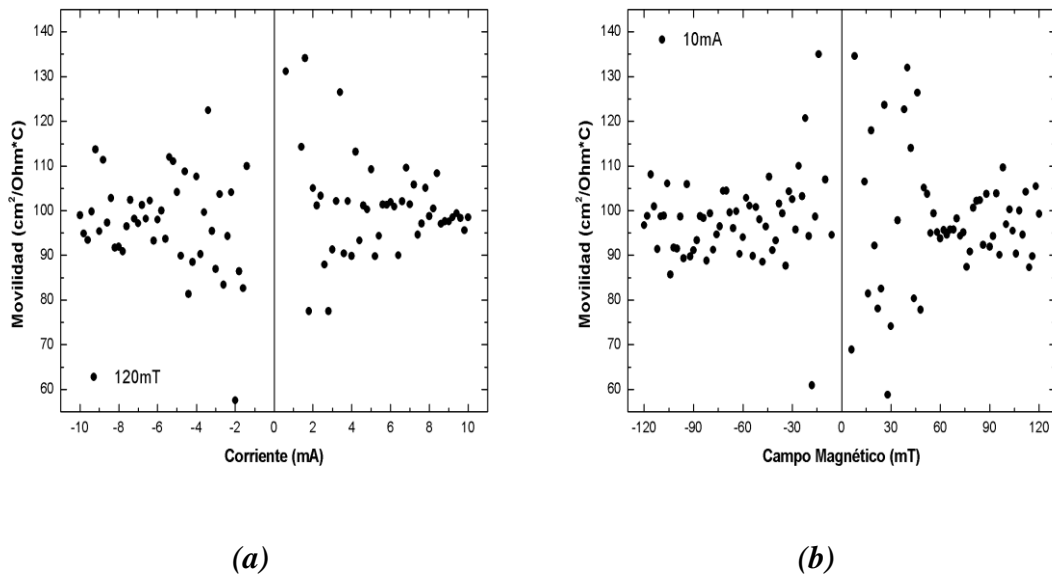 140
130
120
110
100
90
80
70
60
Movilidad (cm²/Ohm*C)
120mT
-10 -8 -6 -4 -2 0 2 4 6 8 10
Corriente (mA)
(a)
140
130
120
110
100
90
80
70
60
Movilidad (cm²/Ohm*C)
10mA
-120 -90 -60 -30 0 30 60 90 120
Campo Magnético (mT)
(b)